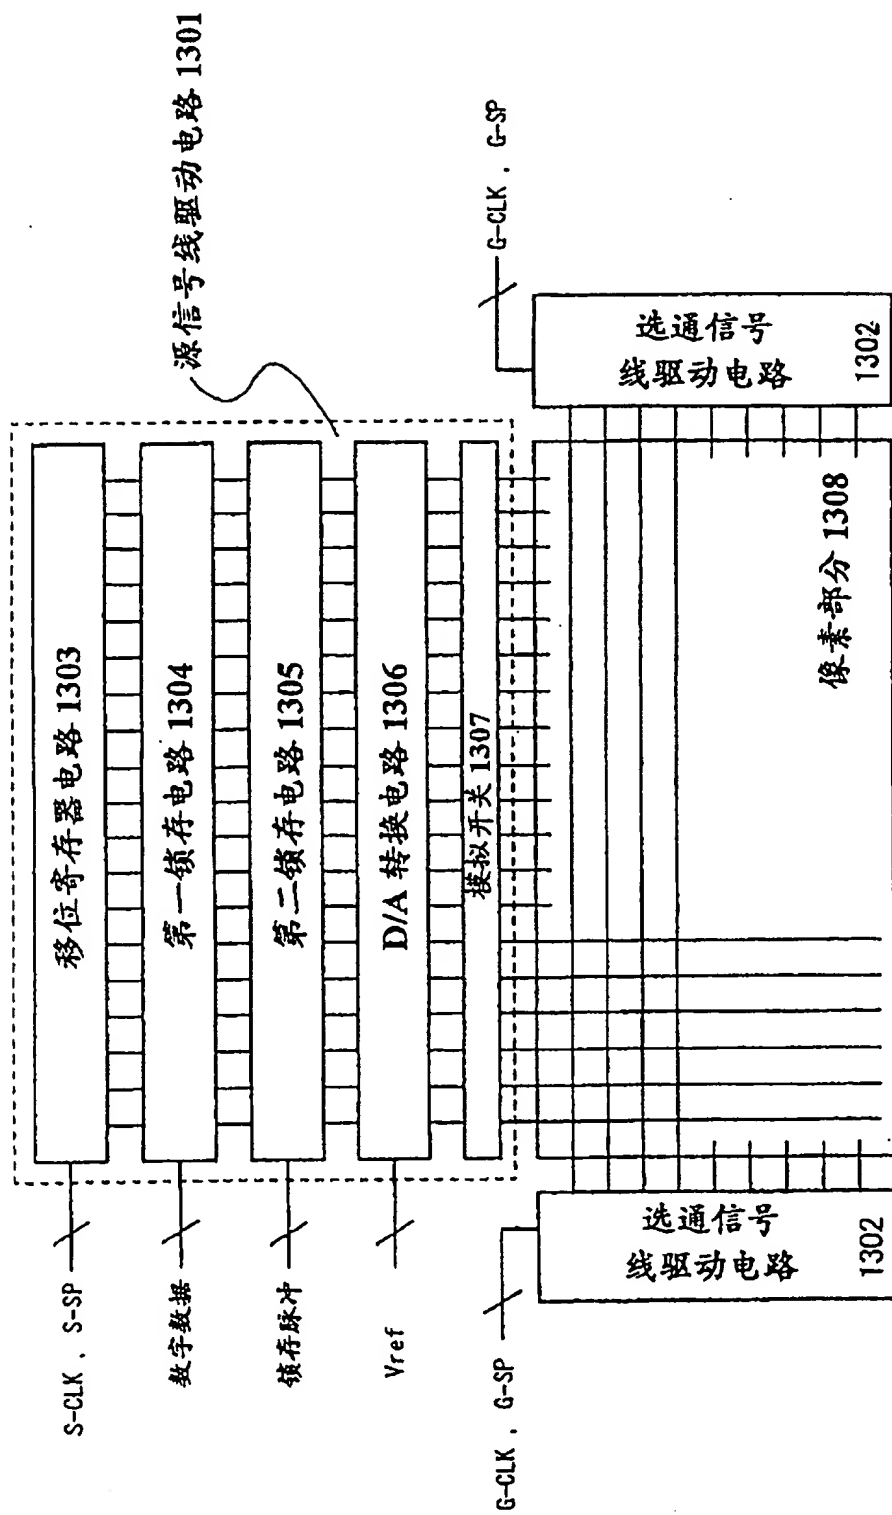 源信号线驱动电路 1301
S-CLK , S-SP
移位寄存器电路 1303
数字数据
第一锁存电路 1304
锁存脉冲
第二锁存电路 1305
Vref
D/A 转换电路 1306
模拟开关 1307
G-CLK , G-SP
G-CLK , G-SP
选通信号
线驱动电路
1302
像素部分 1308
选通信号
线驱动电路
1302